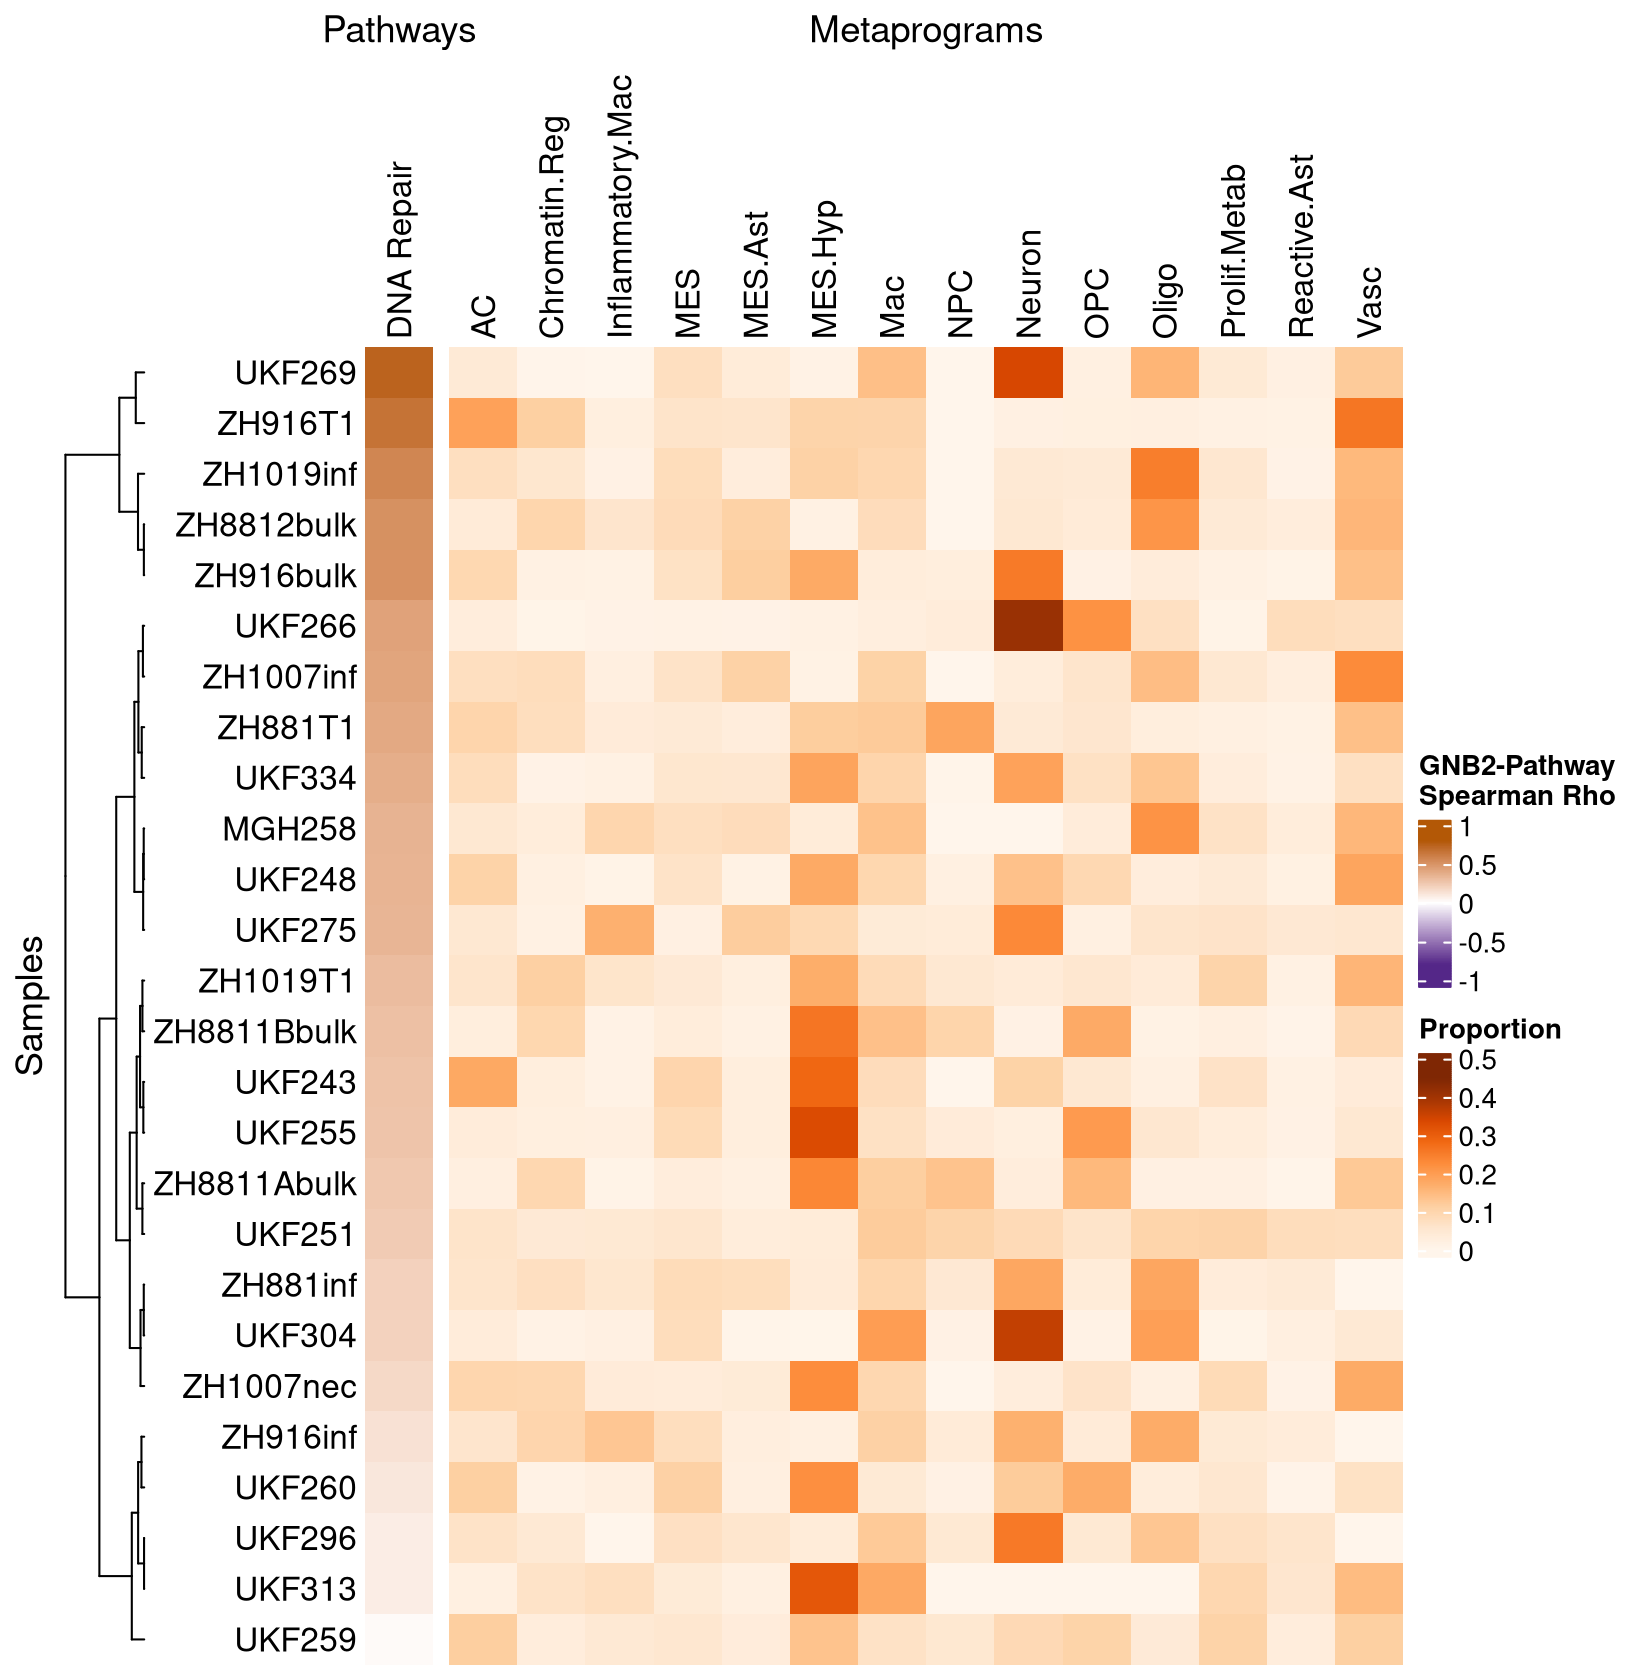 Pathways
Metaprograms
DNA Repair
AC
Chromatin.Reg
Inflammatory.Mac
MES
MES.Ast
MES.Hyp
Mac
NPC
Neuron
OPC
Oligo
Prolif.Metab
Reactive.Ast
Vasc
Samples
UKF269
ZH916T1
ZH1019inf
ZH8812bulk
ZH916bulk
UKF266
ZH1007inf
ZH881T1
UKF334
MGH258
UKF248
UKF275
ZH1019T1
ZH8811Bbulk
UKF243
UKF255
ZH8811Abulk
UKF251
ZH881inf
UKF304
ZH1007nec
ZH916inf
UKF260
UKF296
UKF313
UKF259
GNB2-Pathway
Spearman Rho
1
0.5
0
-0.5
-1
Proportion
0.5
0.4
0.3
0.2
0.1
0